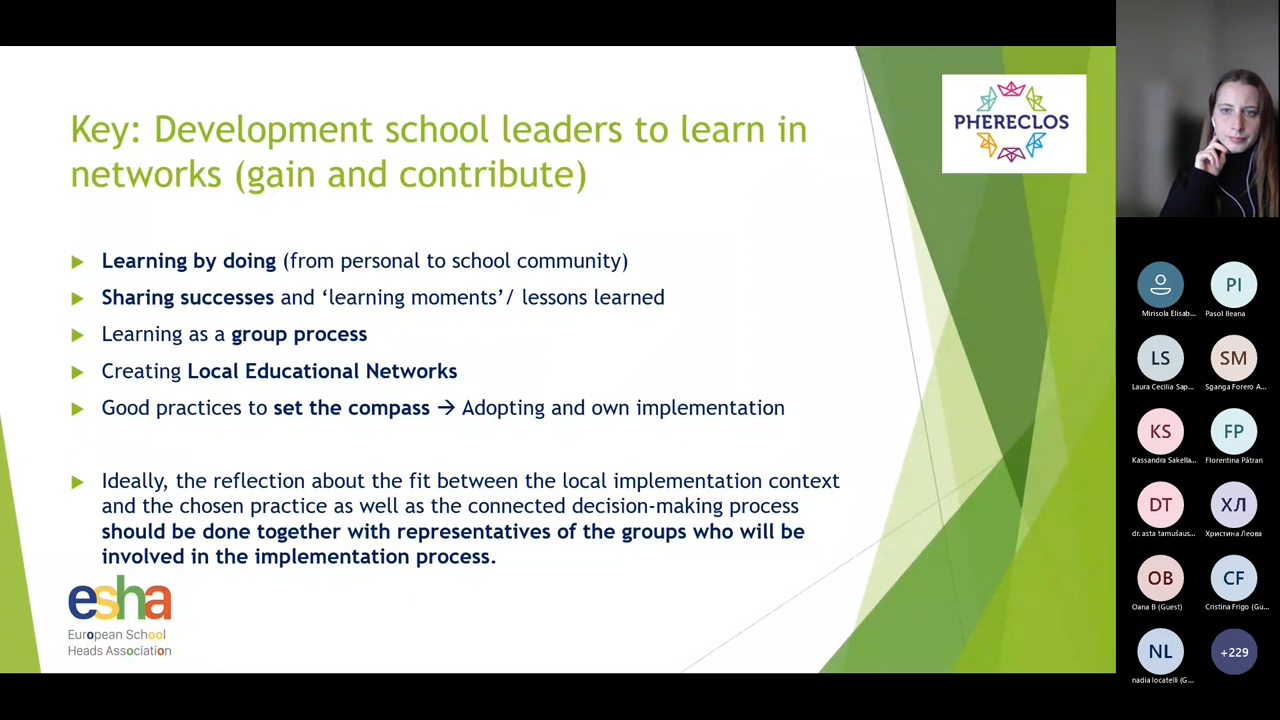 Key: Development school leaders to learn in
networks (gain and contribute)
Learning by doing (from personal to school community)
Sharing successes and ‘learning moments’/ lessons learned
Learning as a group process
Creating Local Educational Networks
Good practices to set the compass → Adopting and own implementation
Ideally, the reflection about the fit between the local implementation context
and the chosen practice as well as the connected decision-making process
should be done together with representatives of the groups who will be
involved in the implementation process.
esha
European School
Heads Association
PHERECLOS
Mirisola Elisab...
PI
Pasol Ileana
LS
Laura Cecilia Sap...
SM
Sganga Forero A...
KS
Kassandra Sakella...
FP
Florentina Pătran
DT
dr. asta tamušaus...
ХЛ
Христина Леова
OB
Oana B (Guest)
CF
Cristina Frigo (Gu...
NL
nadia locatelli (G...
+229